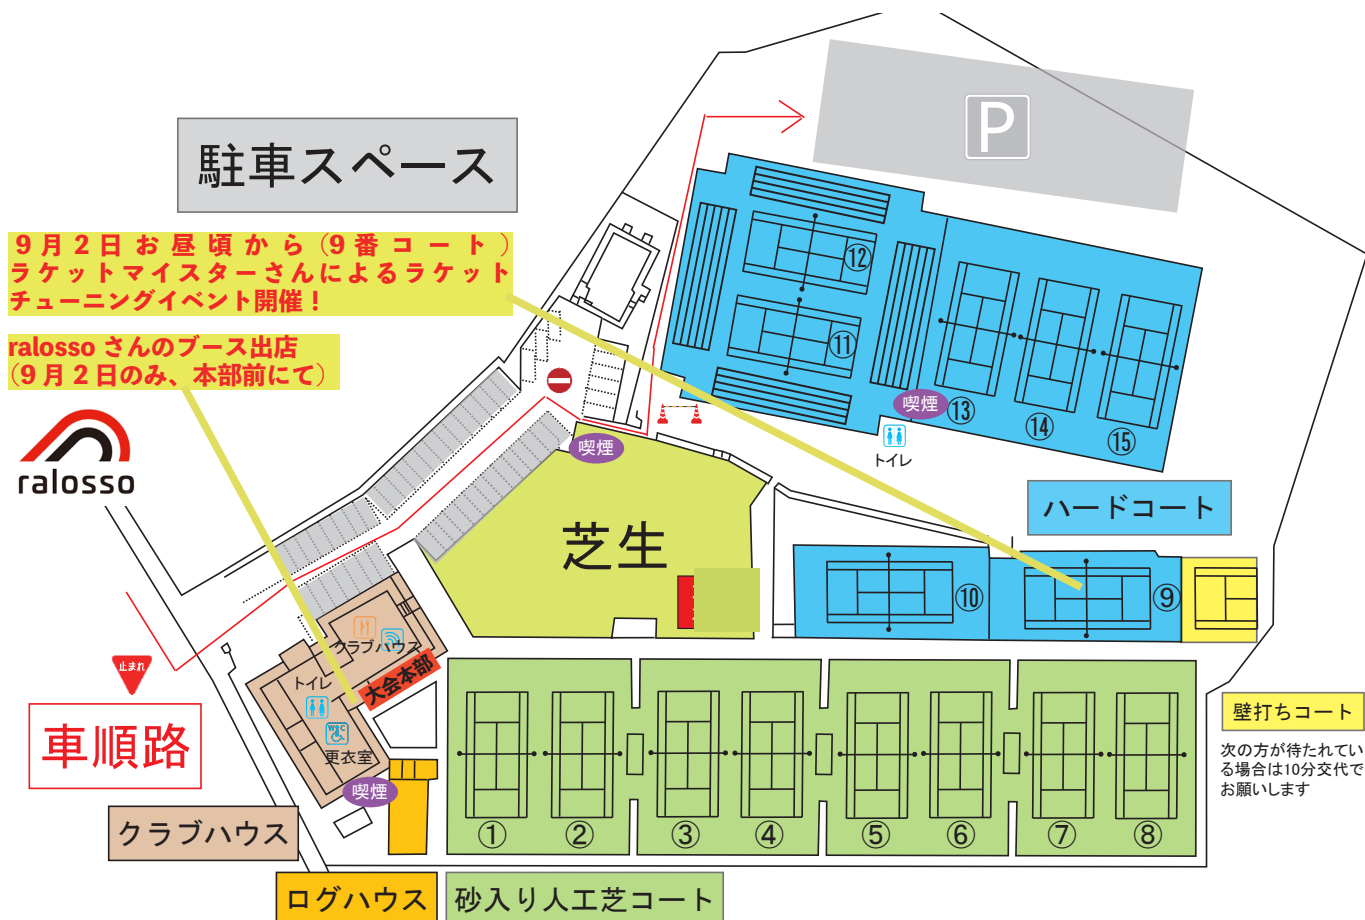 P
駐車スペース
9月2日お昼頃から（9番コート）
ラケットマイスターさんによるラケット
チューニングイベント開催！
ralosso さんのブース出店
（9月2日のみ、本部前にて）
ralosso
⑫
⑪
喫煙
⑬
⑭
⑮
トイレ
喫煙
ハードコート
芝生
⑩
⑨
クラブハウス
大会本部
トイレ
WC
更衣室
喫煙
止まれ
車順路
壁打ちコート
次の方が待たれてい
る場合は10分交代で
お願いします
①
②
③
④
⑤
⑥
⑦
⑧
クラブハウス
ログハウス
砂入り人工芝コート